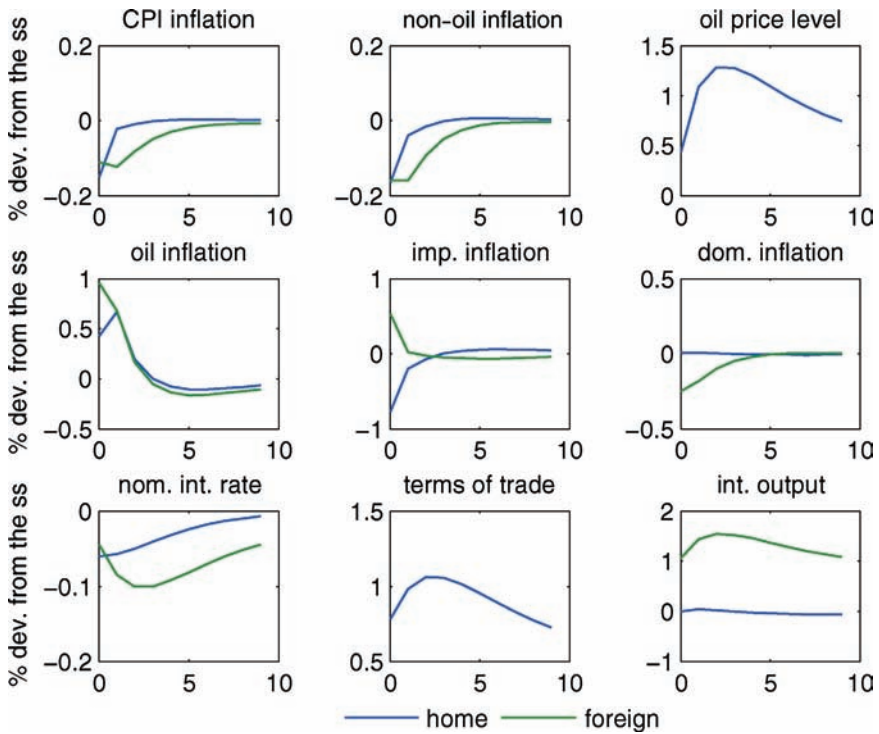 CPI inflation
non-oil inflation
oil price level
% dev. from the ss
0.2
0
−0.2
0 5 10
0.2
0
−0.2
0 5 10
1.5
1
0.5
0
0 5 10
oil inflation
imp. inflation
dom. inflation
% dev. from the ss
1
0.5
0
−0.5
0 5 10
1
0
−1
0 5 10
0.5
0
−0.5
0 5 10
nom. int. rate
terms of trade
int. output
% dev. from the ss
−0
−0.1
−0.2
0 5 10
1.5
1
0.5
0 5 10
2
1
0
−1
0 5 10
home
foreign